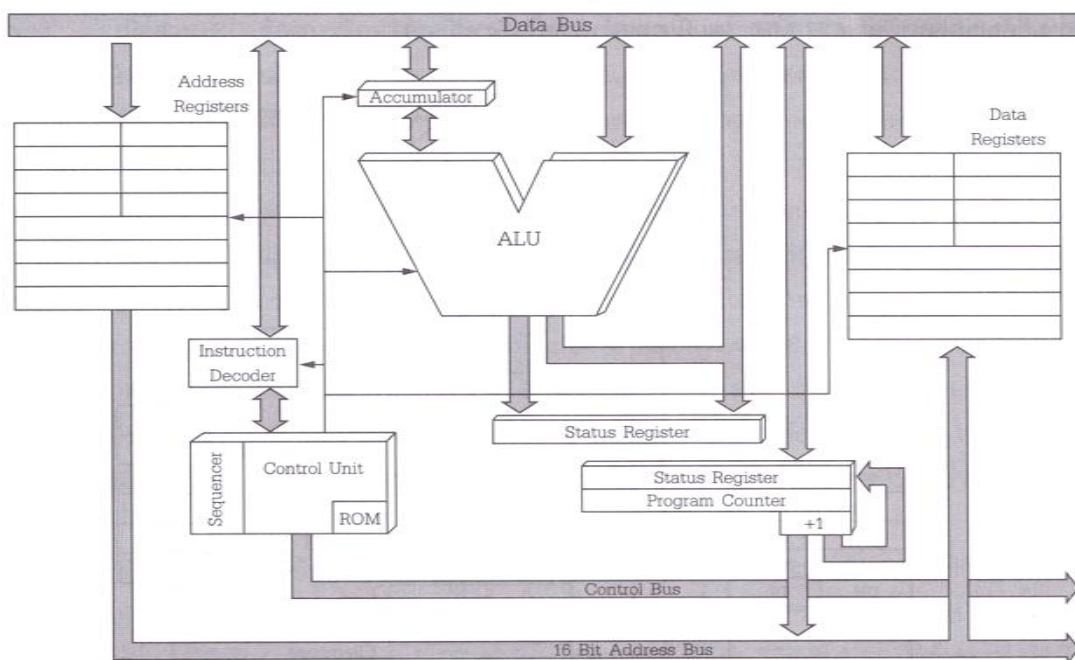 Data Bus
Address
Registers
Accumulator
Data
Registers
ALU
Instruction
Decoder
Status Register
Sequencer
Control Unit
ROM
Status Register
Program Counter
+1
Control Bus
16 Bit Address Bus